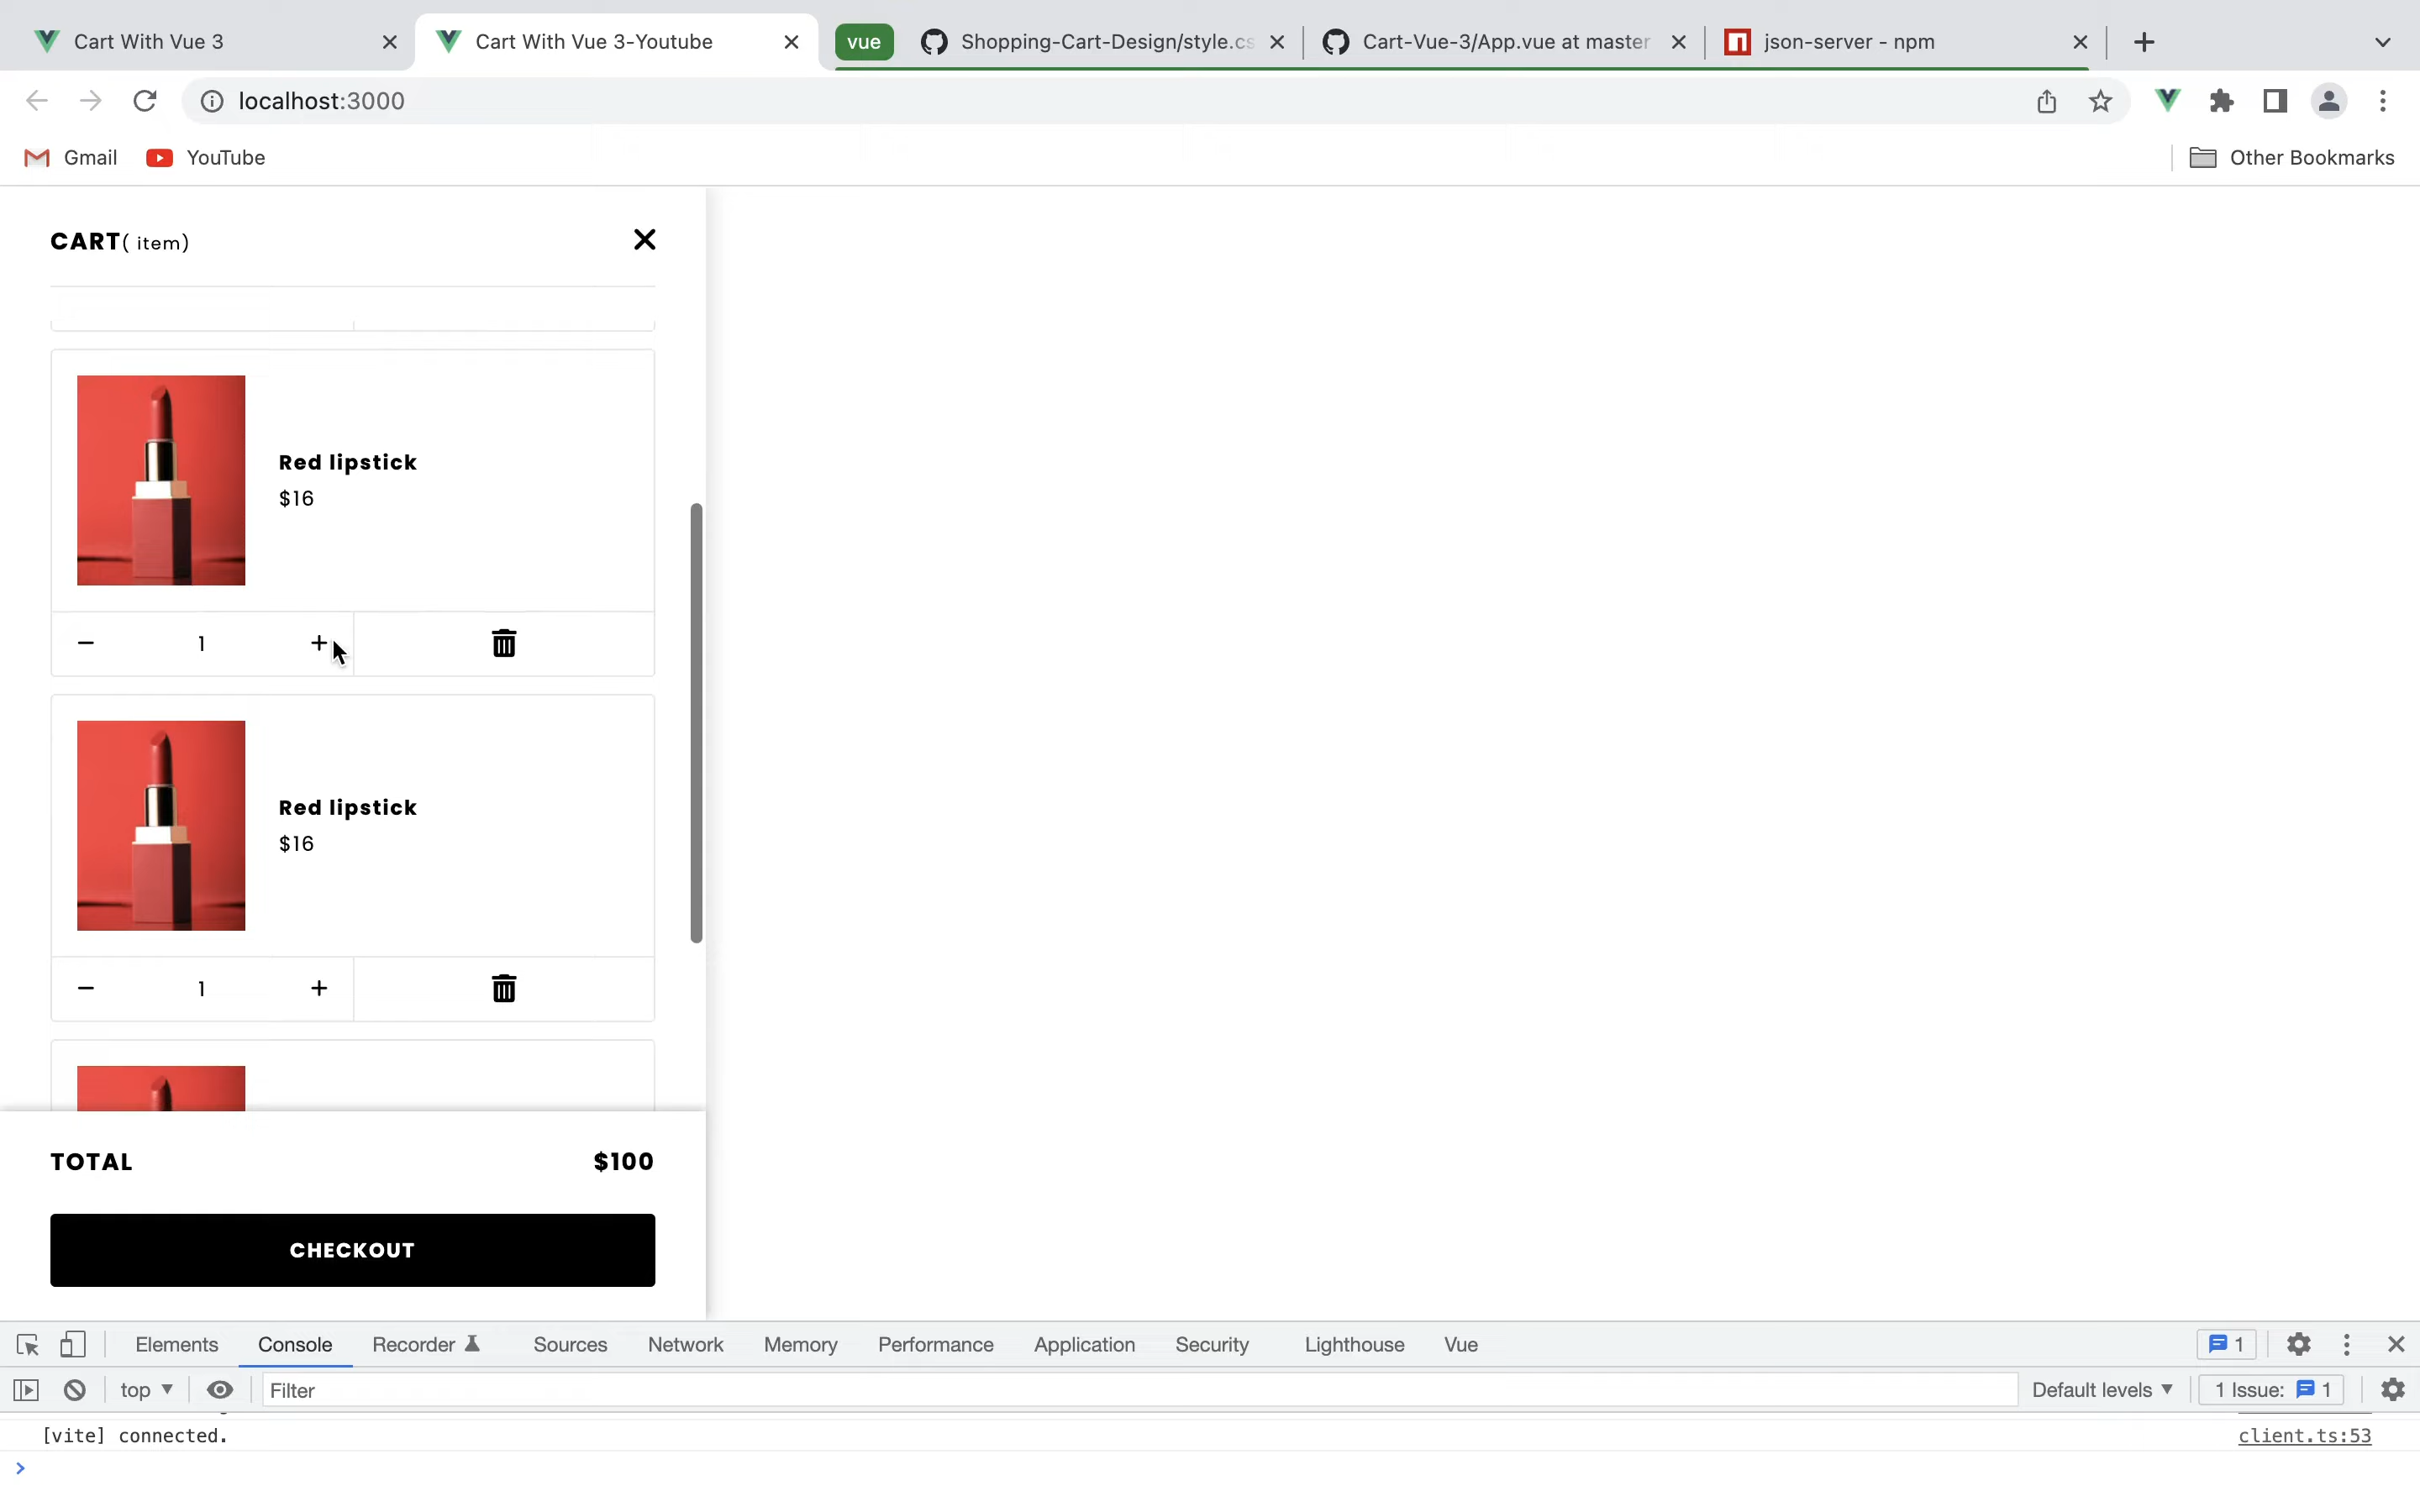 Cart With Vue 3
Cart With Vue 3-Youtube
vue
Shopping-Cart-Design/style.cs
Cart-Vue-3/App.vue at master
json-server - npm
localhost:3000
Gmail
YouTube
Other Bookmarks
CART( item)
Red lipstick
$16
1
Red lipstick
$16
1
TOTAL $100
CHECKOUT
Elements Console Recorder Sources Network Memory Performance Application Security Lighthouse Vue 1
top Filter Default levels 1 Issue: 1
[vite] connected. client.ts:53